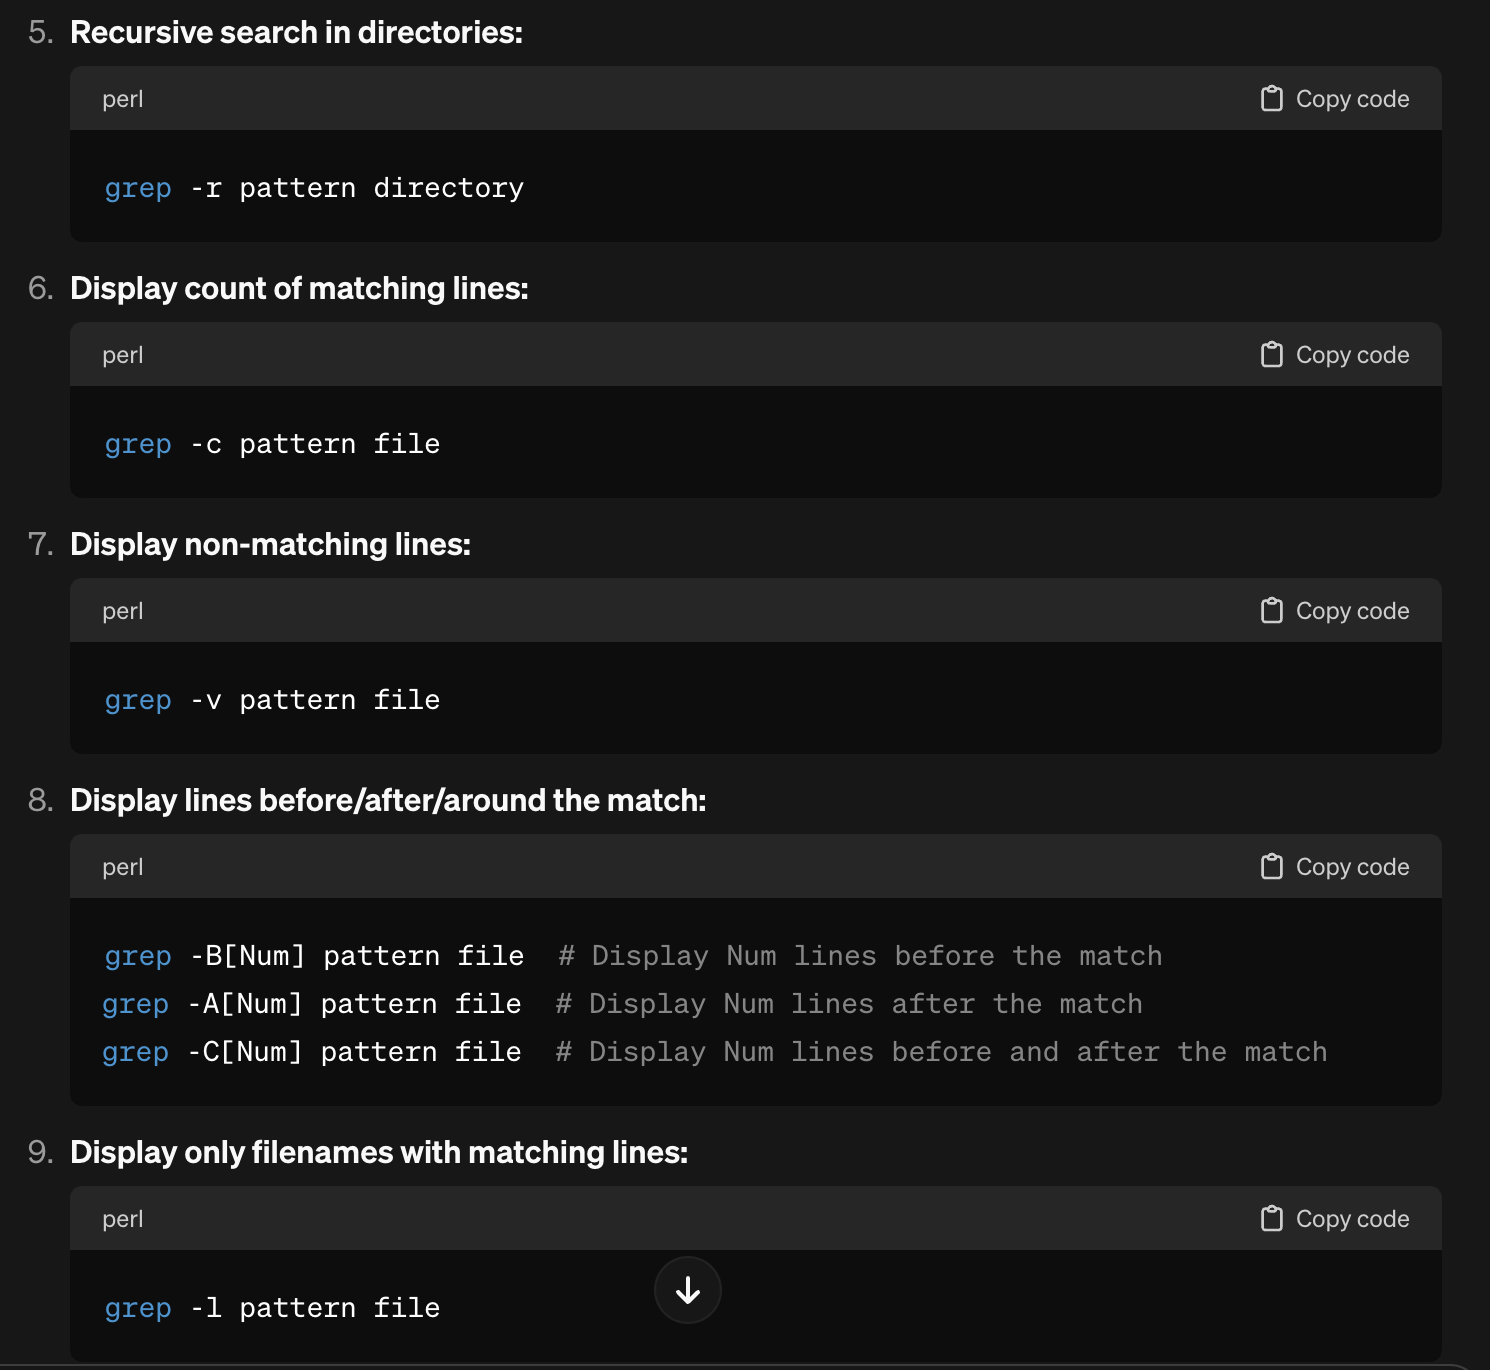 5. Recursive search in directories:
perl Copy code
grep -r pattern directory
6. Display count of matching lines:
perl Copy code
grep -c pattern file
7. Display non-matching lines:
perl Copy code
grep -v pattern file
8. Display lines before/after/around the match:
perl Copy code
grep -B[Num] pattern file  # Display Num lines before the match
grep -A[Num] pattern file  # Display Num lines after the match
grep -C[Num] pattern file  # Display Num lines before and after the match
9. Display only filenames with matching lines:
perl Copy code
grep -l pattern file